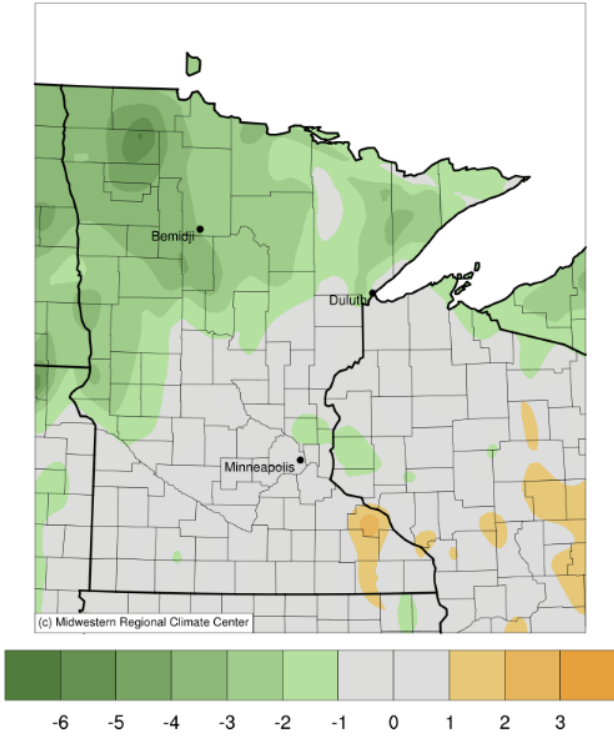 Bemidji
Duluth
Minneapolis
(c) Midwestern Regional Climate Center
-6 -5 -4 -3 -2 -1 0 1 2 3